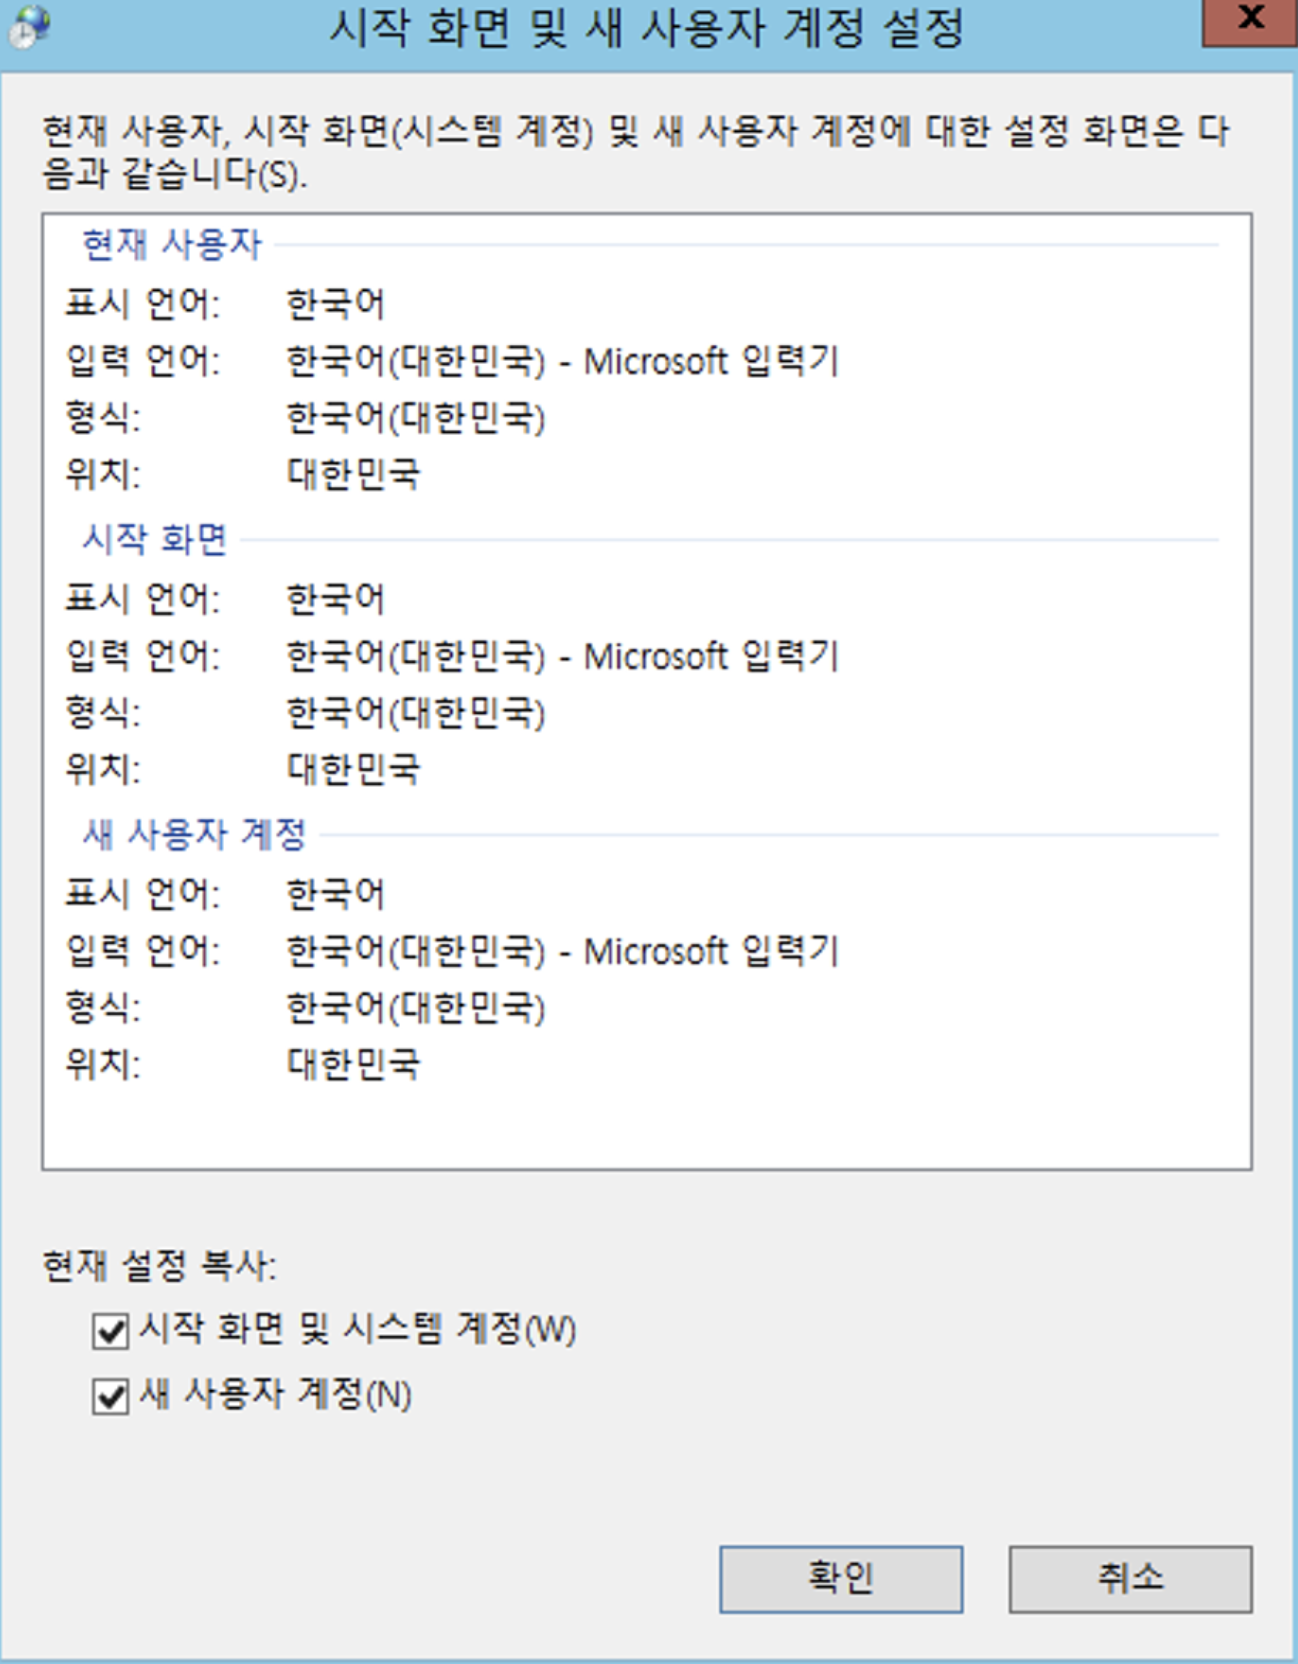 시작 화면 및 새 사용자 계정 설정
x
현재 사용자, 시작 화면(시스템 계정) 및 새 사용자 계정에 대한 설정 화면은 다
음과 같습니다(S).
현재 사용자
표시 언어: 한국어
입력 언어: 한국어(대한민국) - Microsoft 입력기
형식: 한국어(대한민국)
위치: 대한민국
시작 화면
표시 언어: 한국어
입력 언어: 한국어(대한민국) - Microsoft 입력기
형식: 한국어(대한민국)
위치: 대한민국
새 사용자 계정
표시 언어: 한국어
입력 언어: 한국어(대한민국) - Microsoft 입력기
형식: 한국어(대한민국)
위치: 대한민국
현재 설정 복사:
시작 화면 및 시스템 계정(W)
새 사용자 계정(N)
확인 취소